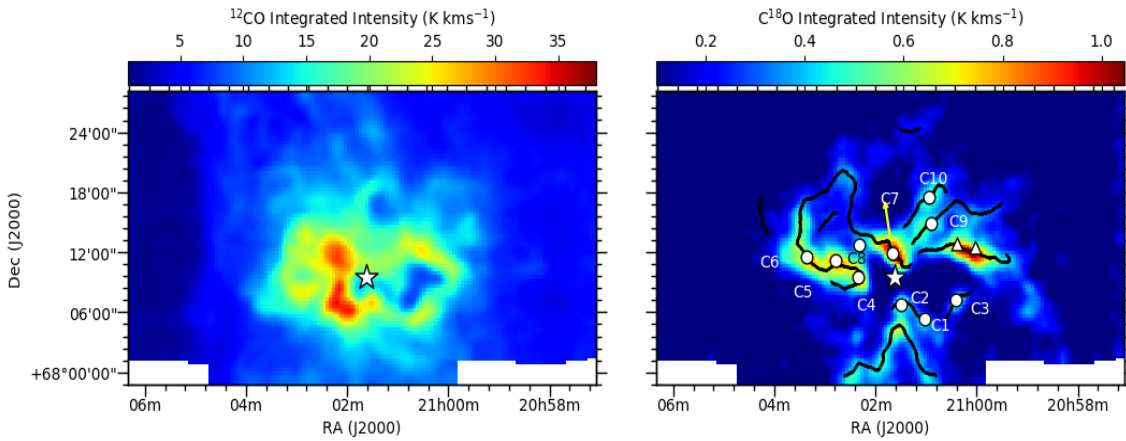 ¹²CO Integrated Intensity (K kms⁻¹)
5 10 15 20 25 30 35
Dec (J2000)
24'00"
18'00"
12'00"
06'00"
+68°00'00"
06m 04m 02m 21h00m 20h58m
RA (J2000)
C¹⁸O Integrated Intensity (K kms⁻¹)
0.2 0.4 0.6 0.8 1.0
C10
C7
C9
C6
C8
C5
C4
C2
C3
C1
06m 04m 02m 21h00m 20h58m
RA (J2000)